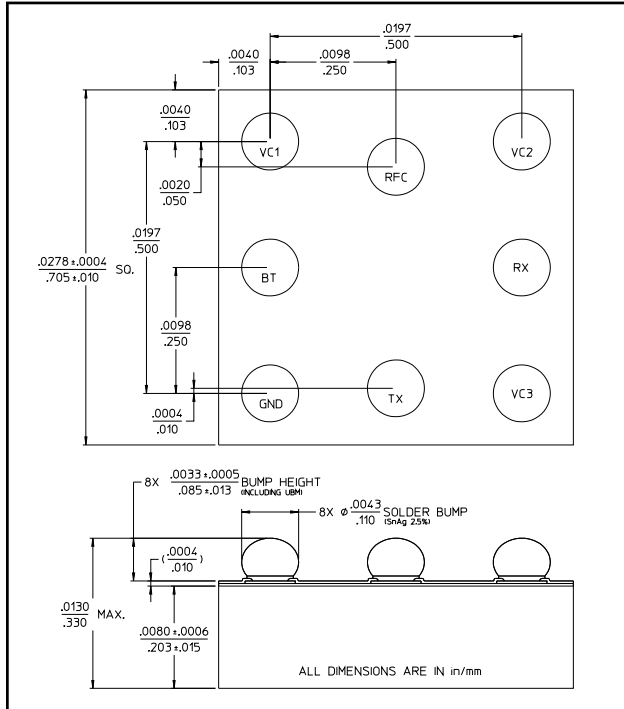 .0197
.500
.0040
.103
.0098
.250
.0040
.103
VC1
VC2
RFC
.0020
.050
.0197
.500
.0278±.0004
.705±.010 SQ.
BT
RX
.0098
.250
GND
TX
VC3
.0004
.010
8X .0033±.0005
.085±.013
BUMP HEIGHT
(INCLUDING UBM)
8X ø .0043
.110
SOLDER BUMP
(SnAg 2.5%)
( .0004
.010 )
.0130
.330 MAX.
.0080±.0006
.203±.015
ALL DIMENSIONS ARE IN in/mm